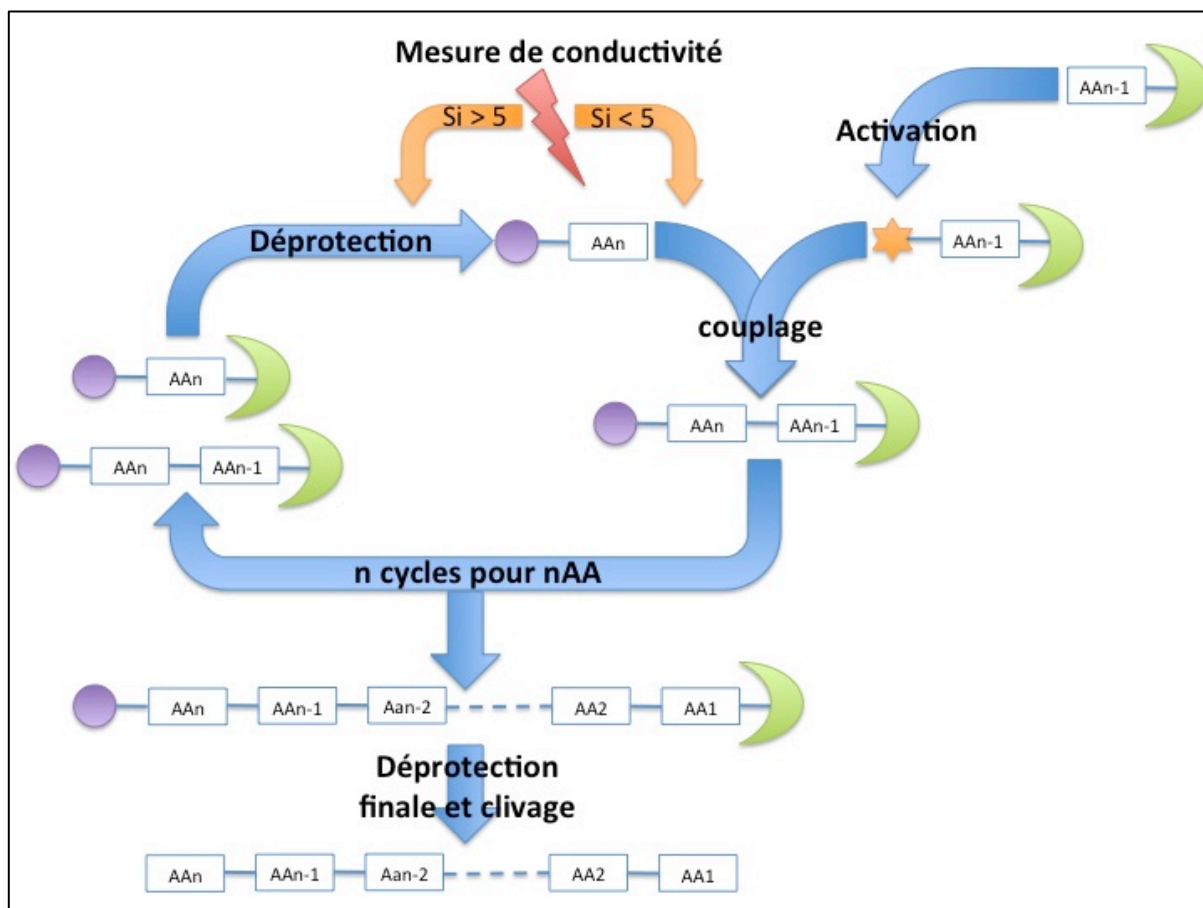 Mesure de conductivité
Si > 5
Si < 5
AAn-1
Activation
Déprotection
AAn
AAn-1
couplage
AAn
AAn
AAn-1
AAn
AAn-1
n cycles pour nAA
AAn
AAn-1
Aan-2
AA2
AA1
Déprotection
finale et clivage
AAn
AAn-1
Aan-2
AA2
AA1